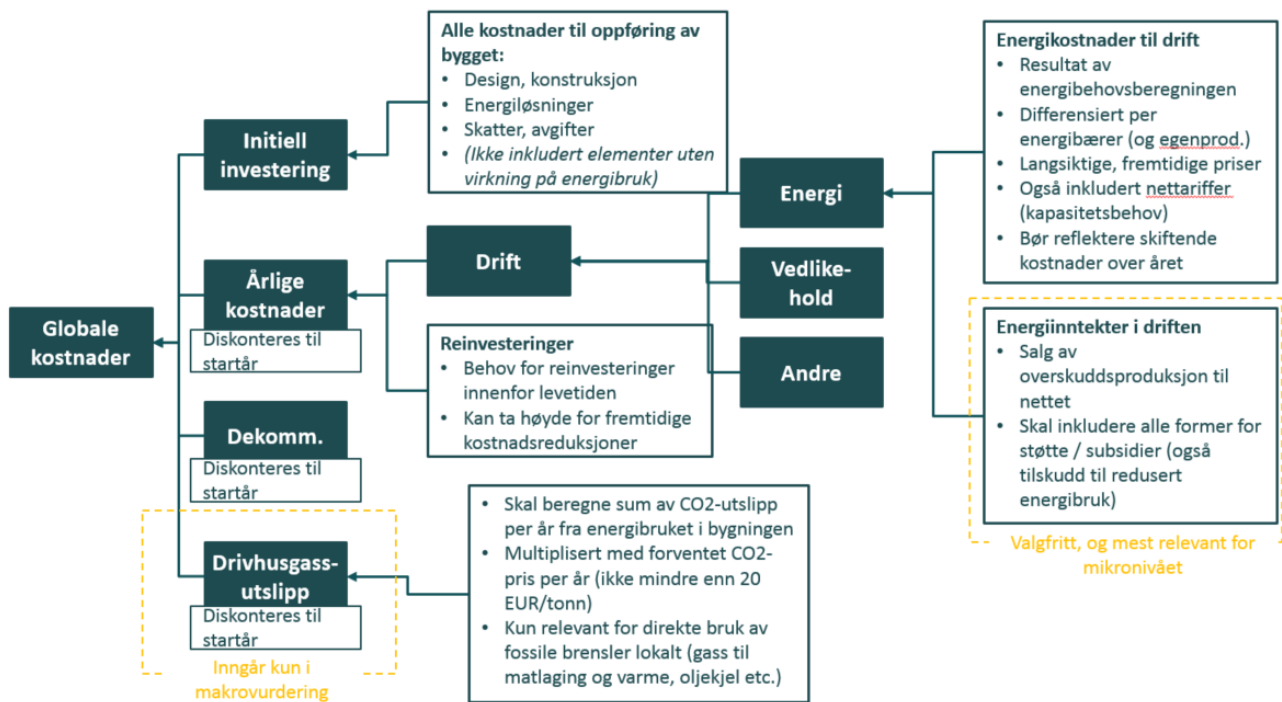 Globale
kostnader
Initiell
investering
Årlige
kostnader
Diskonteres til
startår
Dekomm.
Diskonteres til
startår
Drivhusgass-
utslipp
Diskonteres til
startår
Inngår kun i
makrovurdering
Alle kostnader til oppføring av
bygget:
• Design, konstruksjon
• Energiløsninger
• Skatter, avgifter
• (Ikke inkludert elementer uten
virkning på energibruk)
Drift
Reinvesteringer
• Behov for reinvesteringer
innenfor levetiden
• Kan ta høyde for fremtidige
kostnadsreduksjoner
• Skal beregne sum av CO2-utslipp
per år fra energibruket i bygningen
• Multiplisert med forventet CO2-
pris per år (ikke mindre enn 20
EUR/tonn)
• Kun relevant for direkte bruk av
fossile brensler lokalt (gass til
matlaging og varme, oljekjel etc.)
Energi
Vedlike-
hold
Andre
Energikostnader til drift
• Resultat av
energibehovsberegningen
• Differensiert per
energibærer (og egenprod.)
• Langsiktige, fremtidige priser
• Også inkludert nettariffer
(kapasitetsbehov)
• Bør reflektere skiftende
kostnader over året
Energiinntekter i driften
• Salg av
overskuddsproduksjon til
nettet
• Skal inkludere alle former for
støtte / subsidier (også
tilskudd til redusert
energibruk)
Valgfritt, og mest relevant for
mikronivået